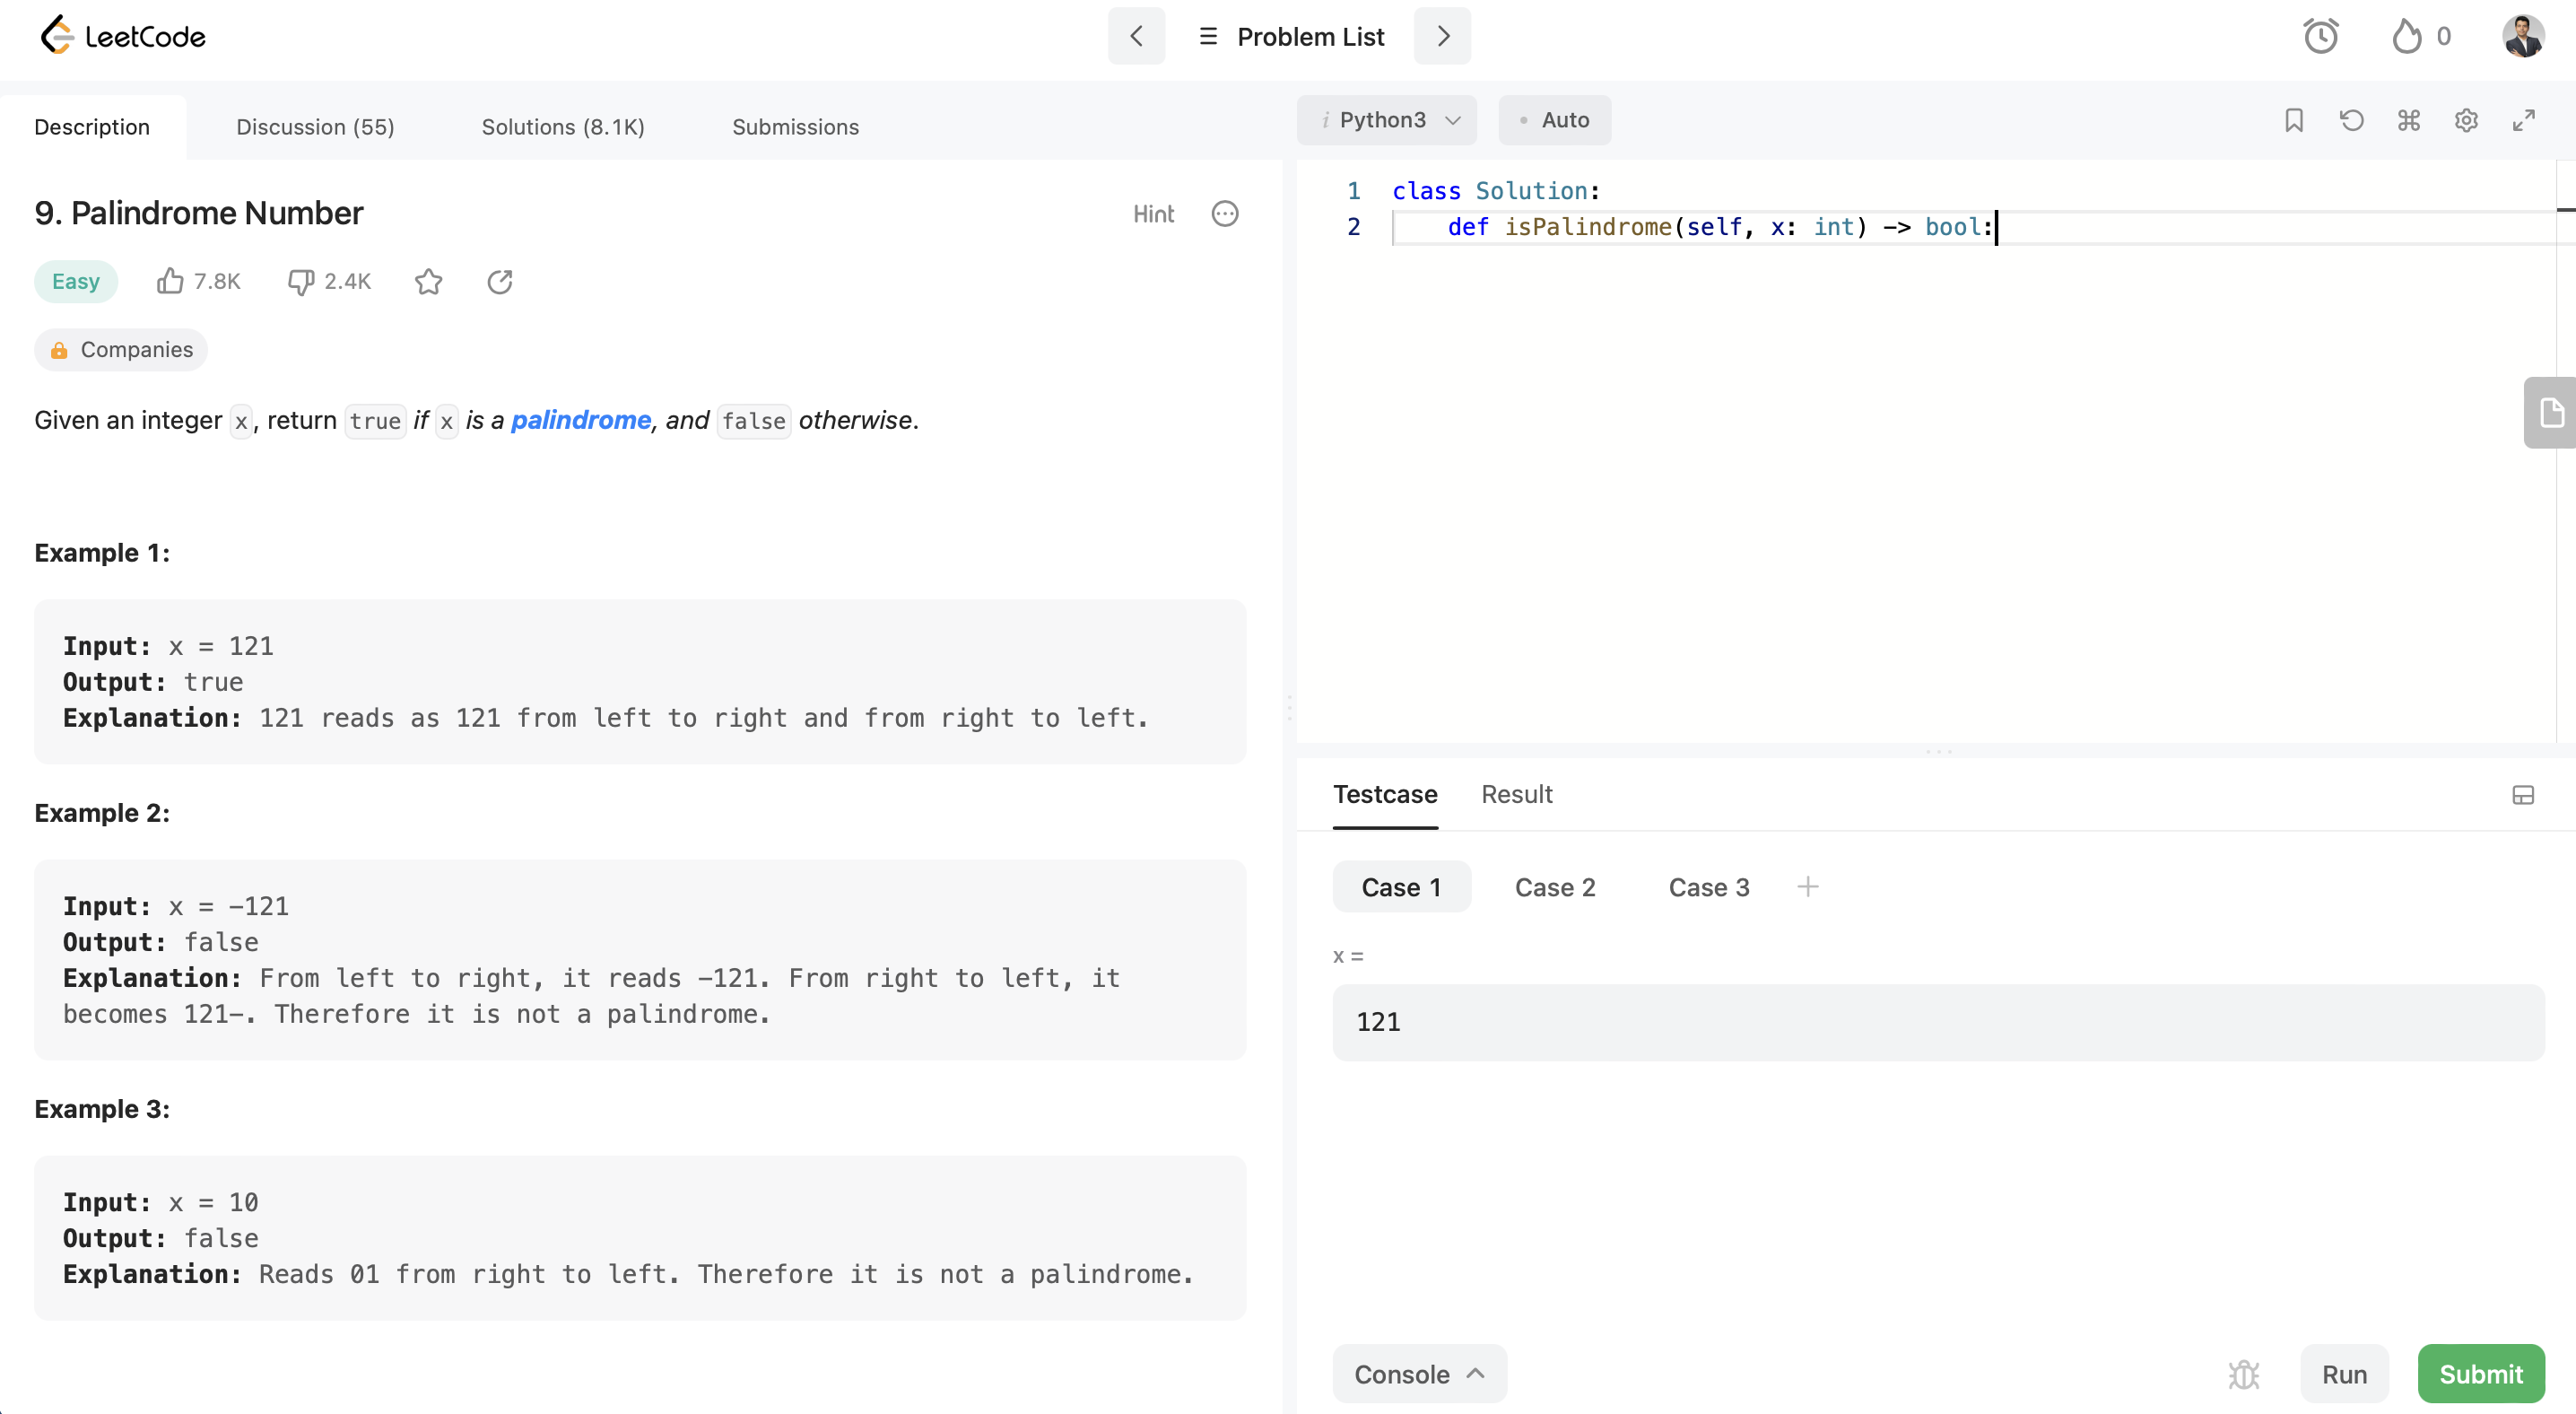 LeetCode
Problem List
0
Description
Discussion (55)
Solutions (8.1K)
Submissions
9. Palindrome Number
Hint
Easy
7.8K
2.4K
Companies
Given an integer x, return true if x is a palindrome, and false otherwise.
Example 1:
Input: x = 121
Output: true
Explanation: 121 reads as 121 from left to right and from right to left.
Example 2:
Input: x = -121
Output: false
Explanation: From left to right, it reads -121. From right to left, it
becomes 121-. Therefore it is not a palindrome.
Example 3:
Input: x = 10
Output: false
Explanation: Reads 01 from right to left. Therefore it is not a palindrome.
i Python3
• Auto
1 class Solution:
2     def isPalindrome(self, x: int) -> bool:
Testcase
Result
Case 1
Case 2
Case 3
+
x =
121
Console
Run
Submit